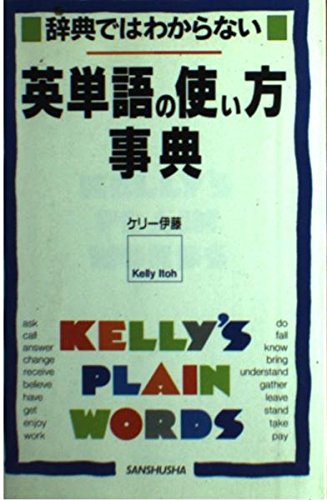 辞典ではわからない
英単語の使い方
事典
ケリー伊藤
Kelly Itoh
KELLY'S
PLAIN
WORDS
ask
call
answer
change
receive
believe
have
get
enjoy
work
do
fall
know
bring
understand
gather
leave
stand
take
pay
SANSHUSHA